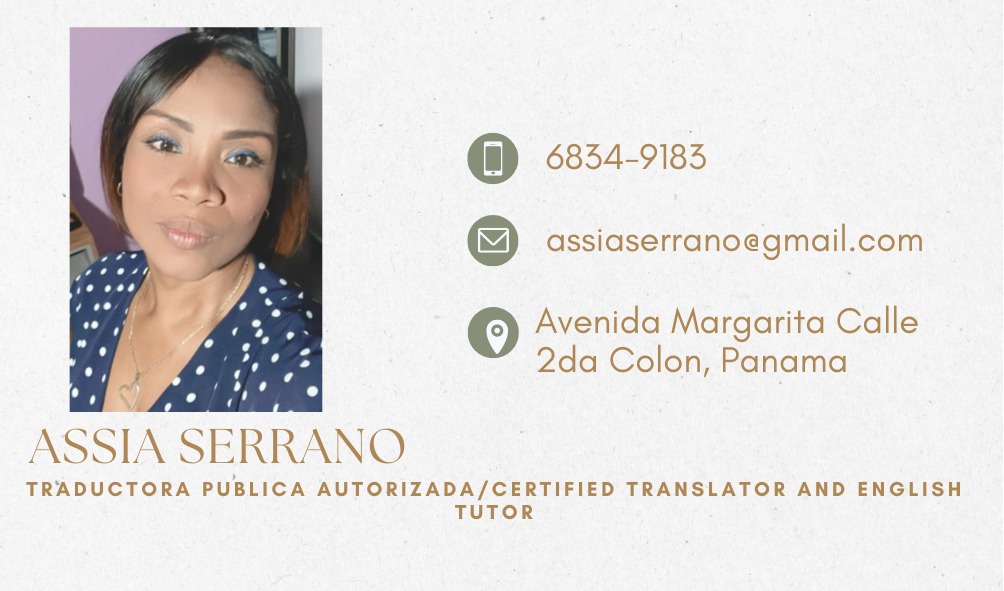 6834-9183
assiaserrano@gmail.com
Avenida Margarita Calle
2da Colon, Panama
ASSIA SERRANO
TRADUCTORA PUBLICA AUTORIZADA/CERTIFIED TRANSLATOR AND ENGLISH
TUTOR